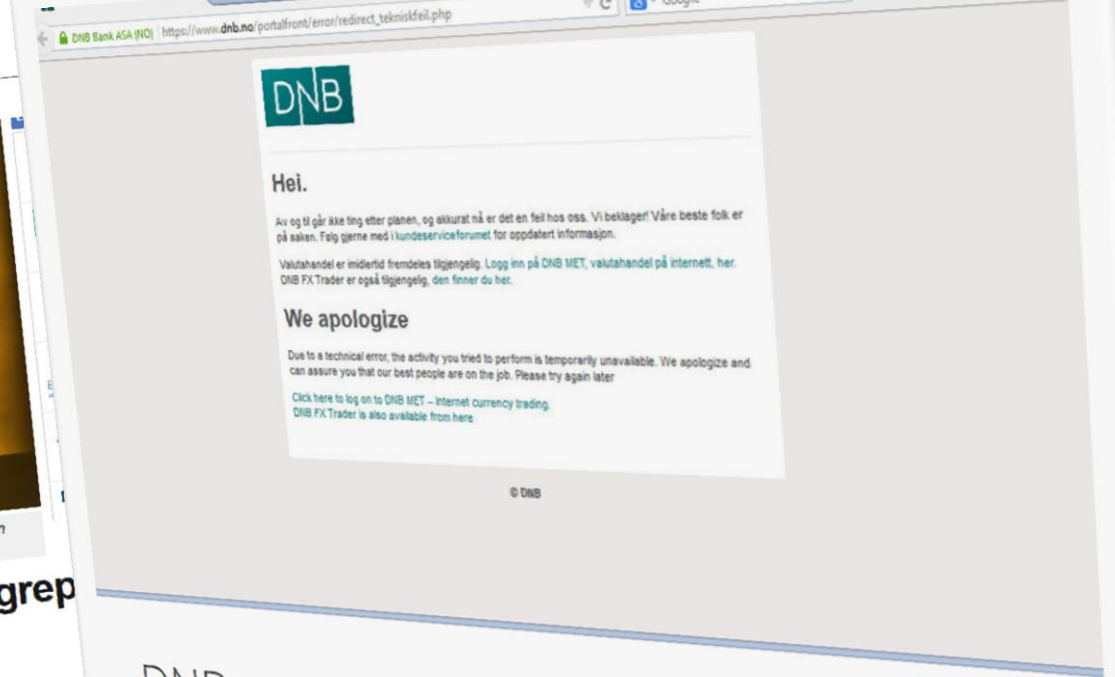 DNB Bank ASA (NO) https://www.dnb.no/portalfront/error/redirect_tekniskfeil.php
Google
DNB
Hei.
Av og til går ikke ting etter planen, og akkurat nå er det en feil hos oss. Vi beklager! Våre beste folk er
på saken. Følg gjerne med i kundeserviceforumet for oppdatert informasjon.
Valutahandel er imidlertid fremdeles tilgjengelig. Logg inn på DNB MET, valutahandel på internett, her.
DNB FX Trader er også tilgjengelig, den finner du her.
We apologize
Due to a technical error, the activity you tried to perform is temporarily unavailable. We apologize and
can assure you that our best people are on the job. Please try again later
Click here to log on to DNB MET – Internet currency trading.
DNB FX Trader is also available from here
© DNB
grep
DNB